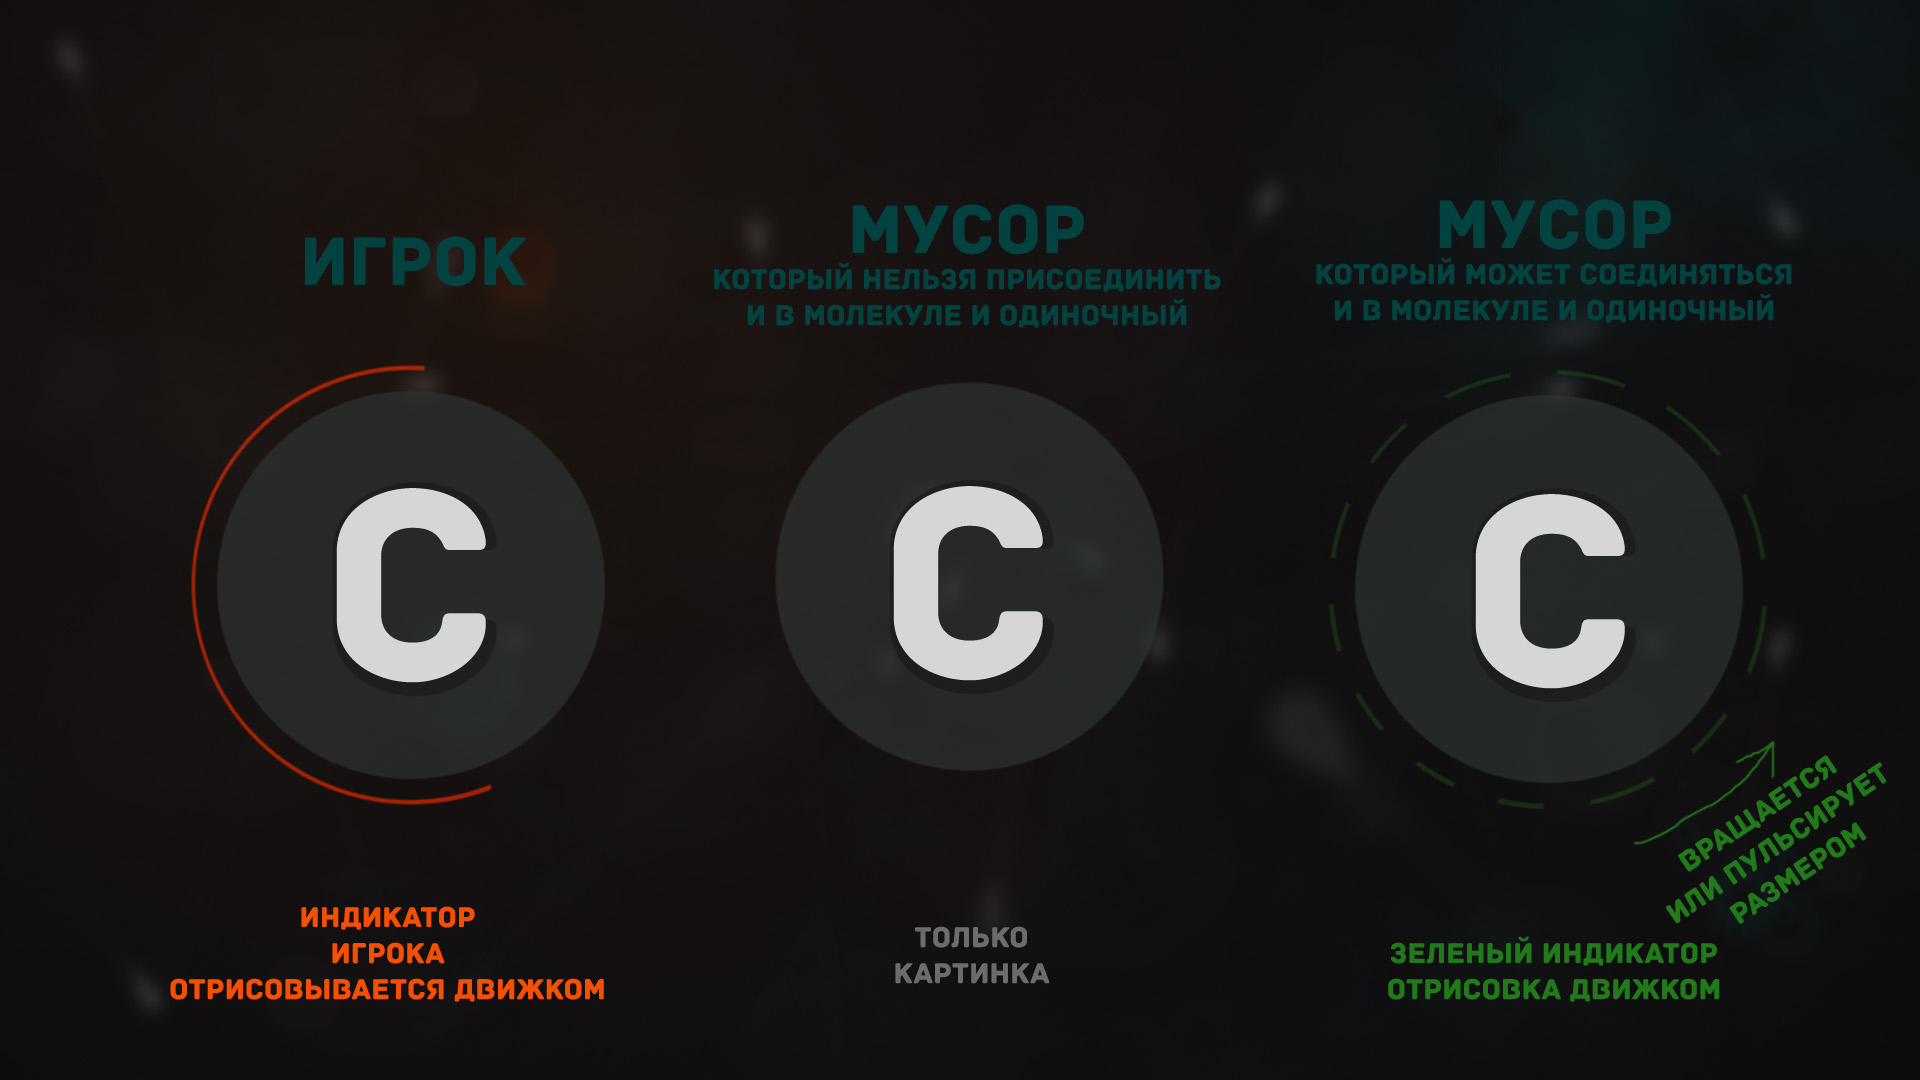 ИГРОК
МУСОР
КОТОРЫЙ НЕЛЬЗЯ ПРИСОЕДИНИТЬ
И В МОЛЕКУЛЕ И ОДИНОЧНЫЙ
МУСОР
КОТОРЫЙ МОЖЕТ СОЕДИНЯТЬСЯ
И В МОЛЕКУЛЕ И ОДИНОЧНЫЙ
C
C
C
ВРАЩАЕТСЯ
ИЛИ ПУЛЬСИРУЕТ
РАЗМЕРОМ
ИНДИКАТОР
ИГРОКА
ОТРИСОВЫВАЕТСЯ ДВИЖКОМ
ТОЛЬКО
КАРТИНКА
ЗЕЛЕНЫЙ ИНДИКАТОР
ОТРИСОВКА ДВИЖКОМ